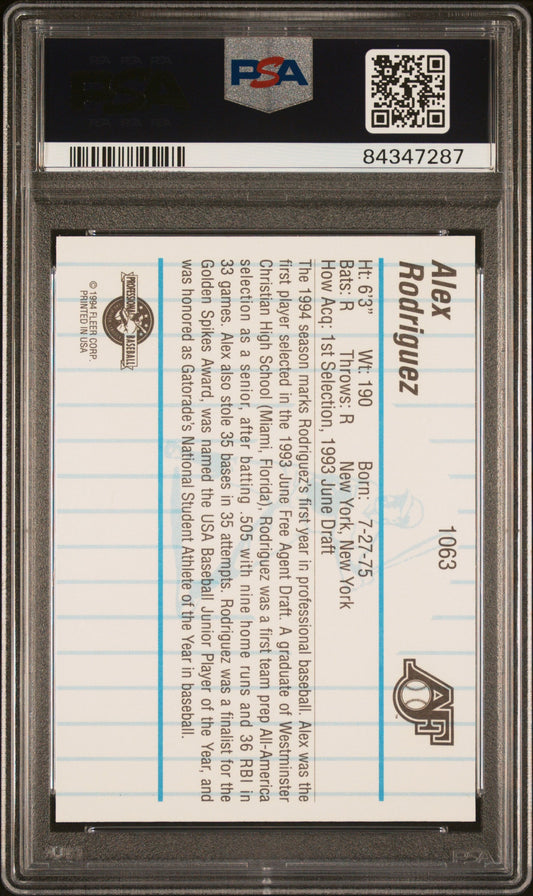 PSA
84347287
Alex
Rodriguez
1063
AFT
Ht: 6'3" Wt: 190 Born: 7-27-75
Bats: R Throws: R New York, New York
How Acq: 1st Selection, 1993 June Draft
The 1994 season marks Rodriguez's first year in professional baseball. Alex was the
first player selected in the 1993 June Free Agent Draft. A graduate of Westminster
Christian High School (Miami, Florida), Rodriguez was a first team prep All-America
selection as a senior, after batting .505 with nine home runs and 36 RBI in
33 games. Alex also stole 35 bases in 35 attempts. Rodriguez was a finalist for the
Golden Spikes Award, was named the USA Baseball Junior Player of the Year, and
was honored as Gatorade's National Student Athlete of the Year in baseball.
PROFESSIONAL BASEBALL
© 1994 FLEER CORP.
PRINTED IN USA
PSA